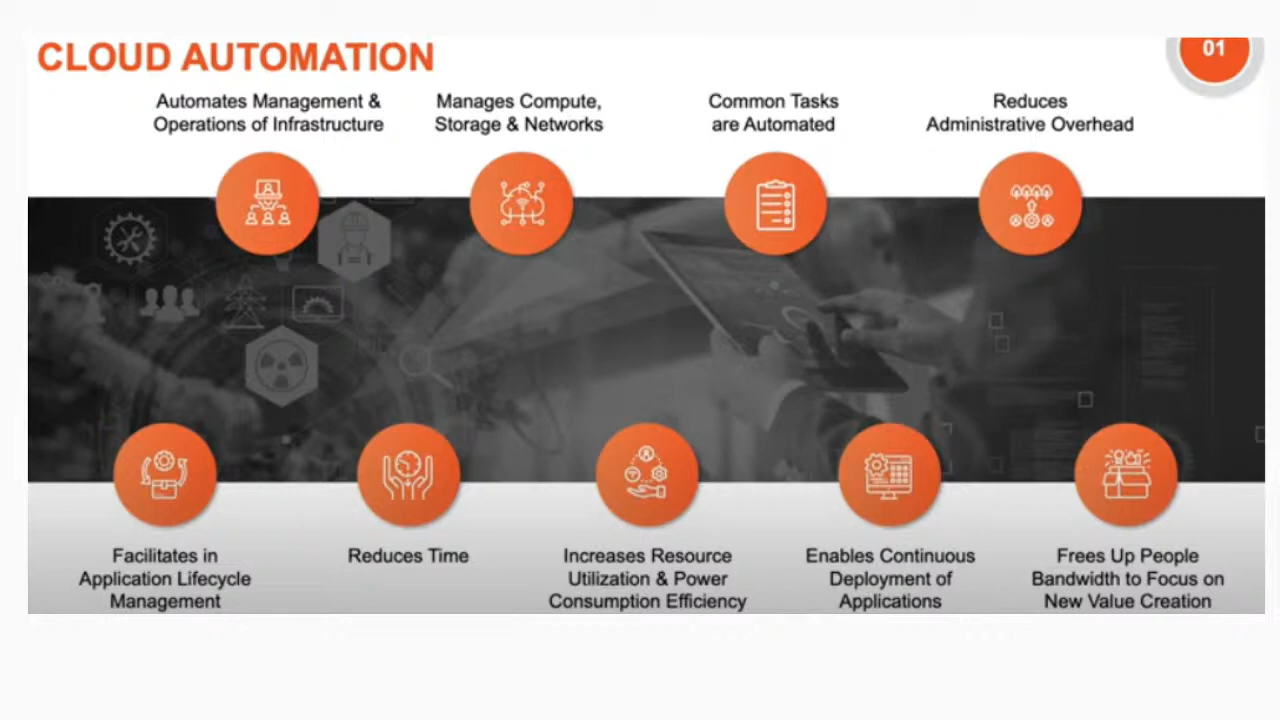 CLOUD AUTOMATION
01
Automates Management &
Operations of Infrastructure
Manages Compute,
Storage & Networks
Common Tasks
are Automated
Reduces
Administrative Overhead
Facilitates in
Application Lifecycle
Management
Reduces Time
Increases Resource
Utilization & Power
Consumption Efficiency
Enables Continuous
Deployment of
Applications
Frees Up People
Bandwidth to Focus on
New Value Creation